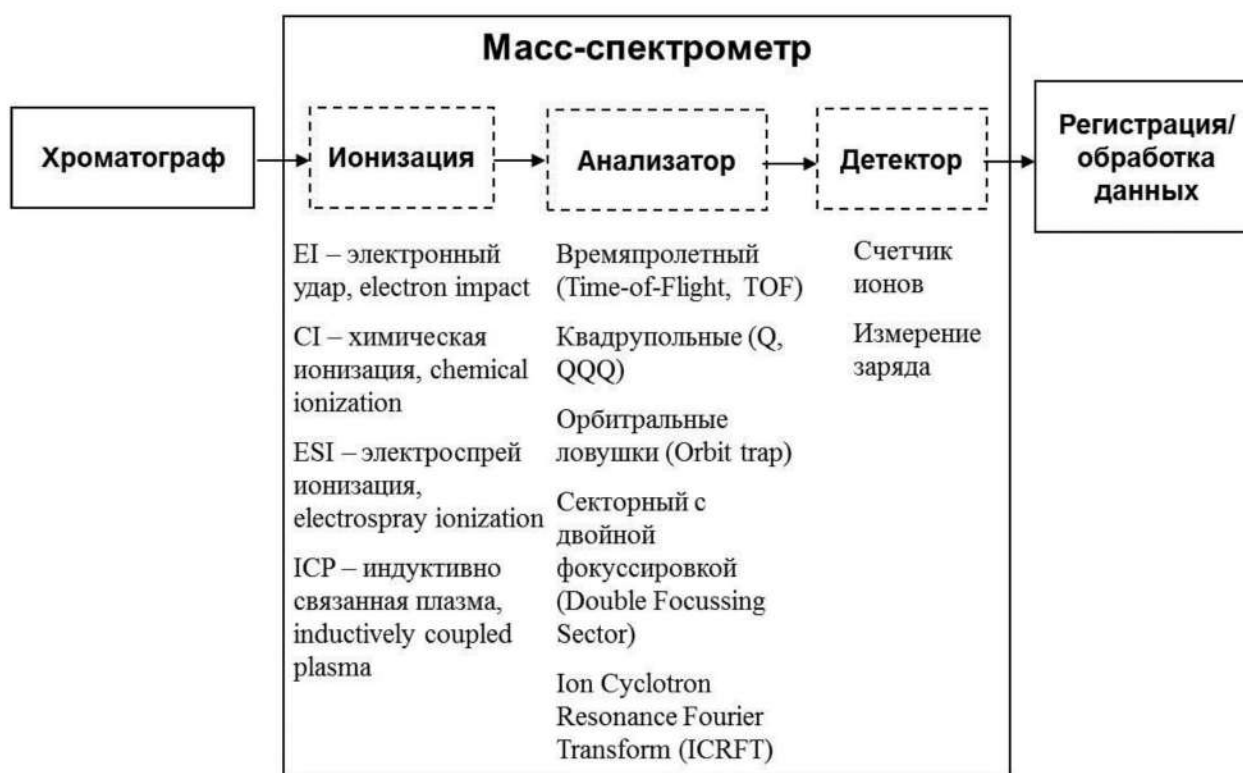 Масс-спектрометр
Хроматограф
Ионизация
Анализатор
Детектор
Регистрация/
обработка
данных
EI – электронный
удар, electron impact
CI – химическая
ионизация, chemical
ionization
ESI – электроспрей
ионизация,
electrospray ionization
ICP – индуктивно
связанная плазма,
inductively coupled
plasma
Времяпролетный
(Time-of-Flight, TOF)
Квадрупольные (Q,
QQQ)
Орбитральные
ловушки (Orbit trap)
Секторный с
двойной
фокуссировкой
(Double Focussing
Sector)
Ion Cyclotron
Resonance Fourier
Transform (ICRFT)
Счетчик
ионов
Измерение
заряда